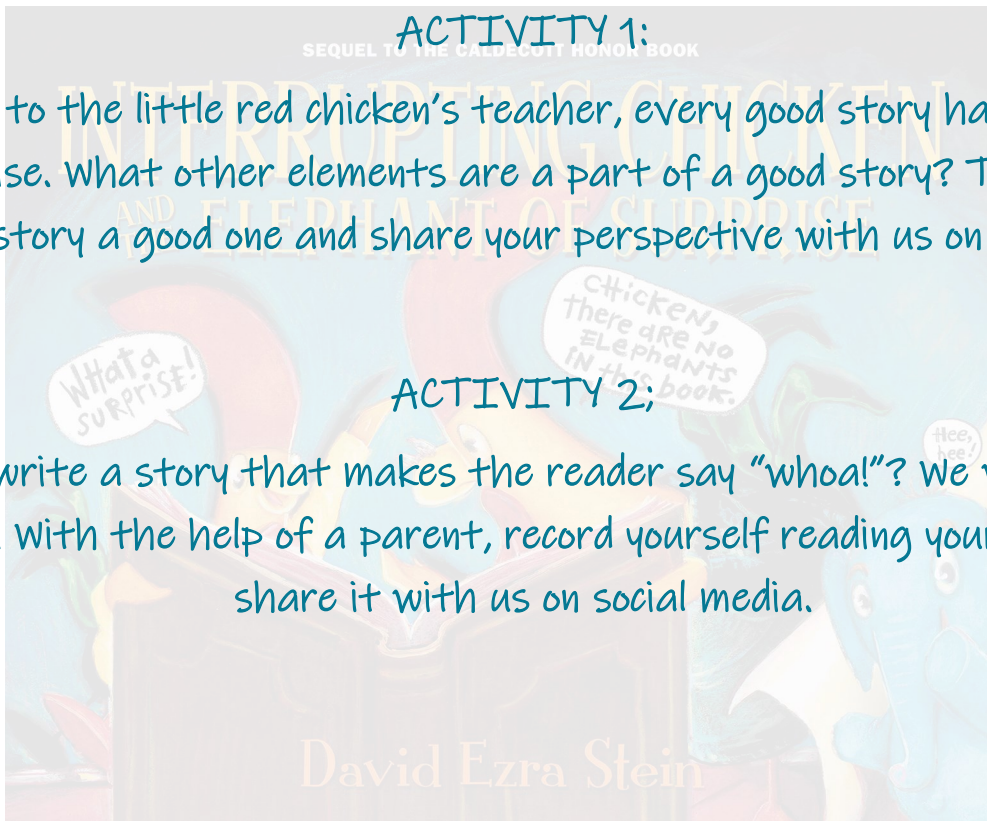 ACTIVITY 1:
SEQUEL TO THE CALDECOTT HONOR BOOK
INTERRUPTING CHICKEN
to the little red chicken's teacher, every good story ha
se. What other elements are a part of a good story? T
AND ELEPHANT OF SURPRISE
story a good one and share your perspective with us on
CHICKEN,
there are no
ELEphants
in this book.
What a
SURPRISE!
ACTIVITY 2;
Hee,
hee!
write a story that makes the reader say “whoa!”? We
With the help of a parent, record yourself reading your
share it with us on social media.
David Ezra Stein